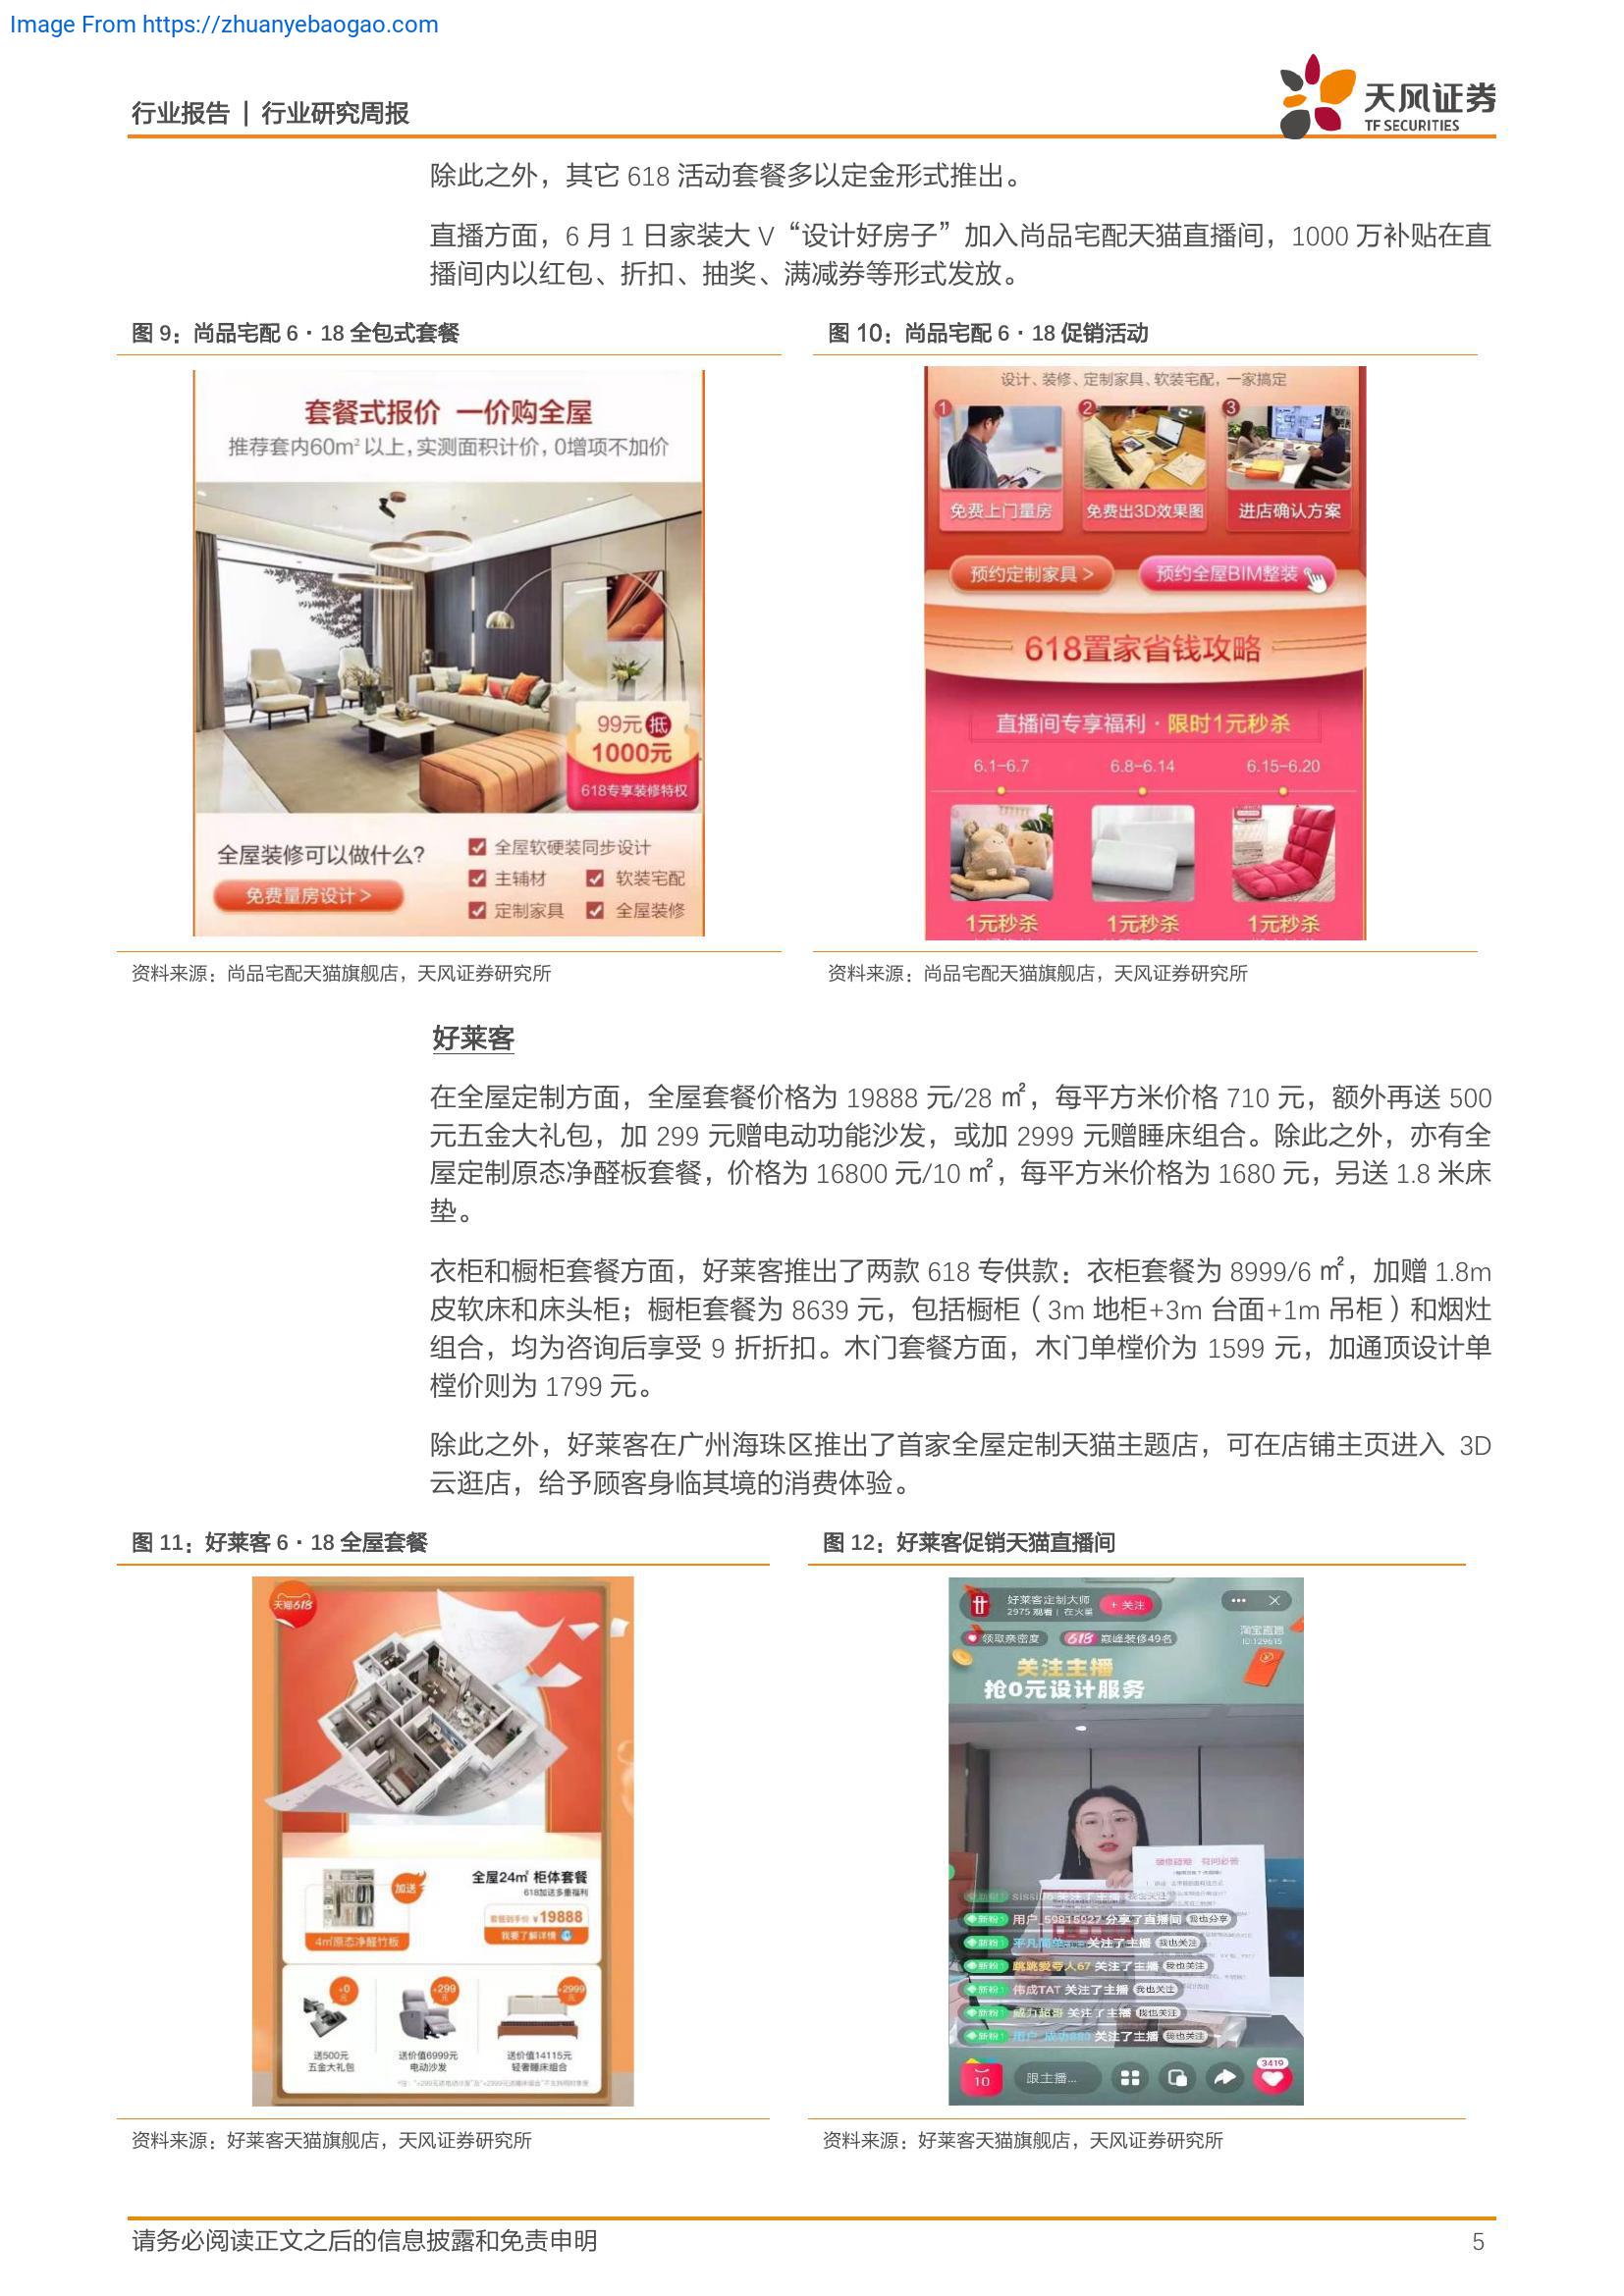 Image From https://zhuanyebaogao.com
行业报告 | 行业研究周报
天风证券
TF SECURITIES
除此之外，其它 618 活动套餐多以定金形式推出。
直播方面，6 月 1 日家装大 V“设计好房子”加入尚品宅配天猫直播间，1000 万补贴在直
播间内以红包、折扣、抽奖、满减券等形式发放。
图 9：尚品宅配 6·18 全包式套餐
套餐式报价 一价购全屋
推荐套内60m²以上，实测面积计价，0增项不加价
99元抵
1000元
618专享装修特权
全屋装修可以做什么?
免费量房设计>
全屋软硬装同步设计
主辅材
软装宅配
定制家具
全屋装修
资料来源：尚品宅配天猫旗舰店，天风证券研究所
图 10：尚品宅配 6·18 促销活动
设计、装修、定制家具、软装宅配，一家搞定
1
2
3
免费上门量房
免费出3D效果图
进店确认方案
预约定制家具 >
预约全屋BIM整装
618置家省钱攻略
直播间专享福利·限时1元秒杀
6.1-6.7
6.8-6.14
6.15-6.20
1元秒杀
1元秒杀
1元秒杀
资料来源：尚品宅配天猫旗舰店，天风证券研究所
好莱客
在全屋定制方面，全屋套餐价格为 19888 元/28 ㎡，每平方米价格 710 元，额外再送 500
元五金大礼包，加 299 元赠电动功能沙发，或加 2999 元赠睡床组合。除此之外，亦有全
屋定制原态净醛板套餐，价格为 16800 元/10 ㎡，每平方米价格为 1680 元，另送 1.8 米床
垫。
衣柜和橱柜套餐方面，好莱客推出了两款 618 专供款：衣柜套餐为 8999/6 ㎡，加赠 1.8m
皮软床和床头柜；橱柜套餐为 8639 元，包括橱柜（3m 地柜+3m 台面+1m 吊柜）和烟灶
组合，均为咨询后享受 9 折折扣。木门套餐方面，木门单樘价为 1599 元，加通顶设计单
樘价则为 1799 元。
除此之外，好莱客在广州海珠区推出了首家全屋定制天猫主题店，可在店铺主页进入 3D
云逛店，给予顾客身临其境的消费体验。
图 11：好莱客 6·18 全屋套餐
天猫618
加送
4㎡原态净醛竹板
全屋24㎡ 柜体套餐
618加送多重福利
套餐到手价 ¥19888
我要了解详情
+0元
+299元
+2999元
送500元
五金大礼包
送价值6999元
电动沙发
送价值14115元
轻奢睡床组合
资料来源：好莱客天猫旗舰店，天风证券研究所
图 12：好莱客促销天猫直播间
好莱客定制大师
2975 观看 | 在火星
+ 关注
领取亲密度
618 巅峰装修49名
淘宝直播
ID:129615
关注主播
抢0元设计服务
用户_59815927 分享了直播间 我也分享
关注了主播 我也关注
跳跳爱夸人67 关注了主播 我也关注
伟成TAT 关注了主播 我也关注
关注了主播 我也关注
关注了主播 我也关注
10
跟主播...
3419
资料来源：好莱客天猫旗舰店，天风证券研究所
请务必阅读正文之后的信息披露和免责申明
5